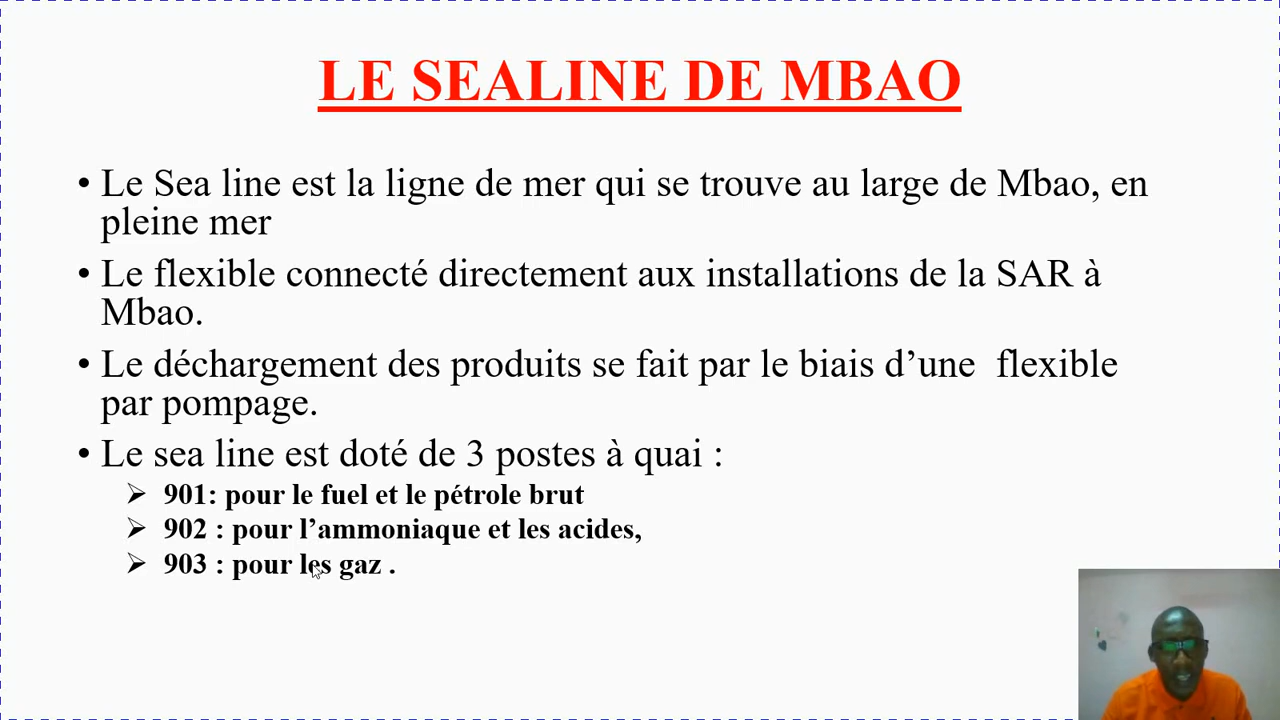 LE SEALINE DE MBAO
• Le Sea line est la ligne de mer qui se trouve au large de Mbao, en
pleine mer
• Le flexible connecté directement aux installations de la SAR à
Mbao.
• Le déchargement des produits se fait par le biais d’une  flexible
par pompage.
• Le sea line est doté de 3 postes à quai :
➢ 901: pour le fuel et le pétrole brut
➢ 902 : pour l’ammoniaque et les acides,
➢ 903 : pour les gaz .